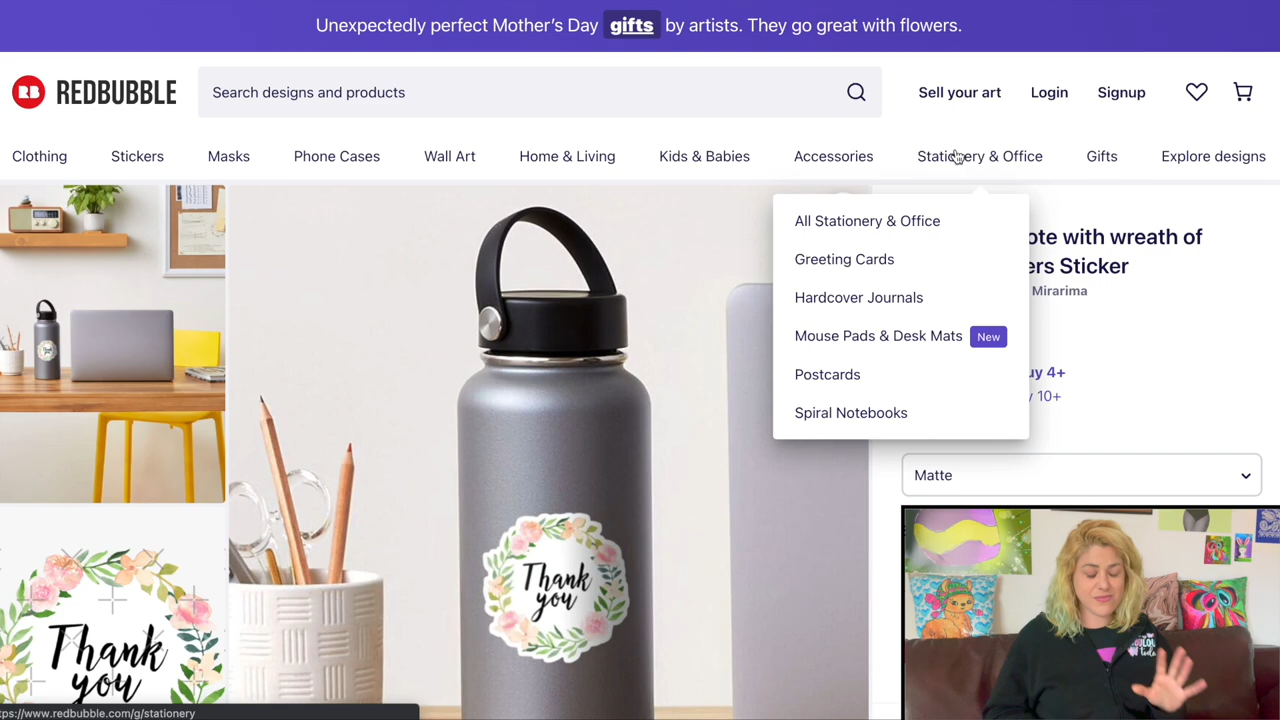 Unexpectedly perfect Mother's Day gifts by artists. They go great with flowers.
RB REDBUBBLE
Search designs and products
Sell your art
Login
Signup
Clothing
Stickers
Masks
Phone Cases
Wall Art
Home & Living
Kids & Babies
Accessories
Stationery & Office
Gifts
Explore designs
All Stationery & Office
Greeting Cards
Hardcover Journals
Mouse Pads & Desk Mats New
Postcards
Spiral Notebooks
ote with wreath of
ers Sticker
Mirarima
uy 4+
y 10+
Matte
Thank
you
Thank
you
tps://www.redbubble.com/g/stationery